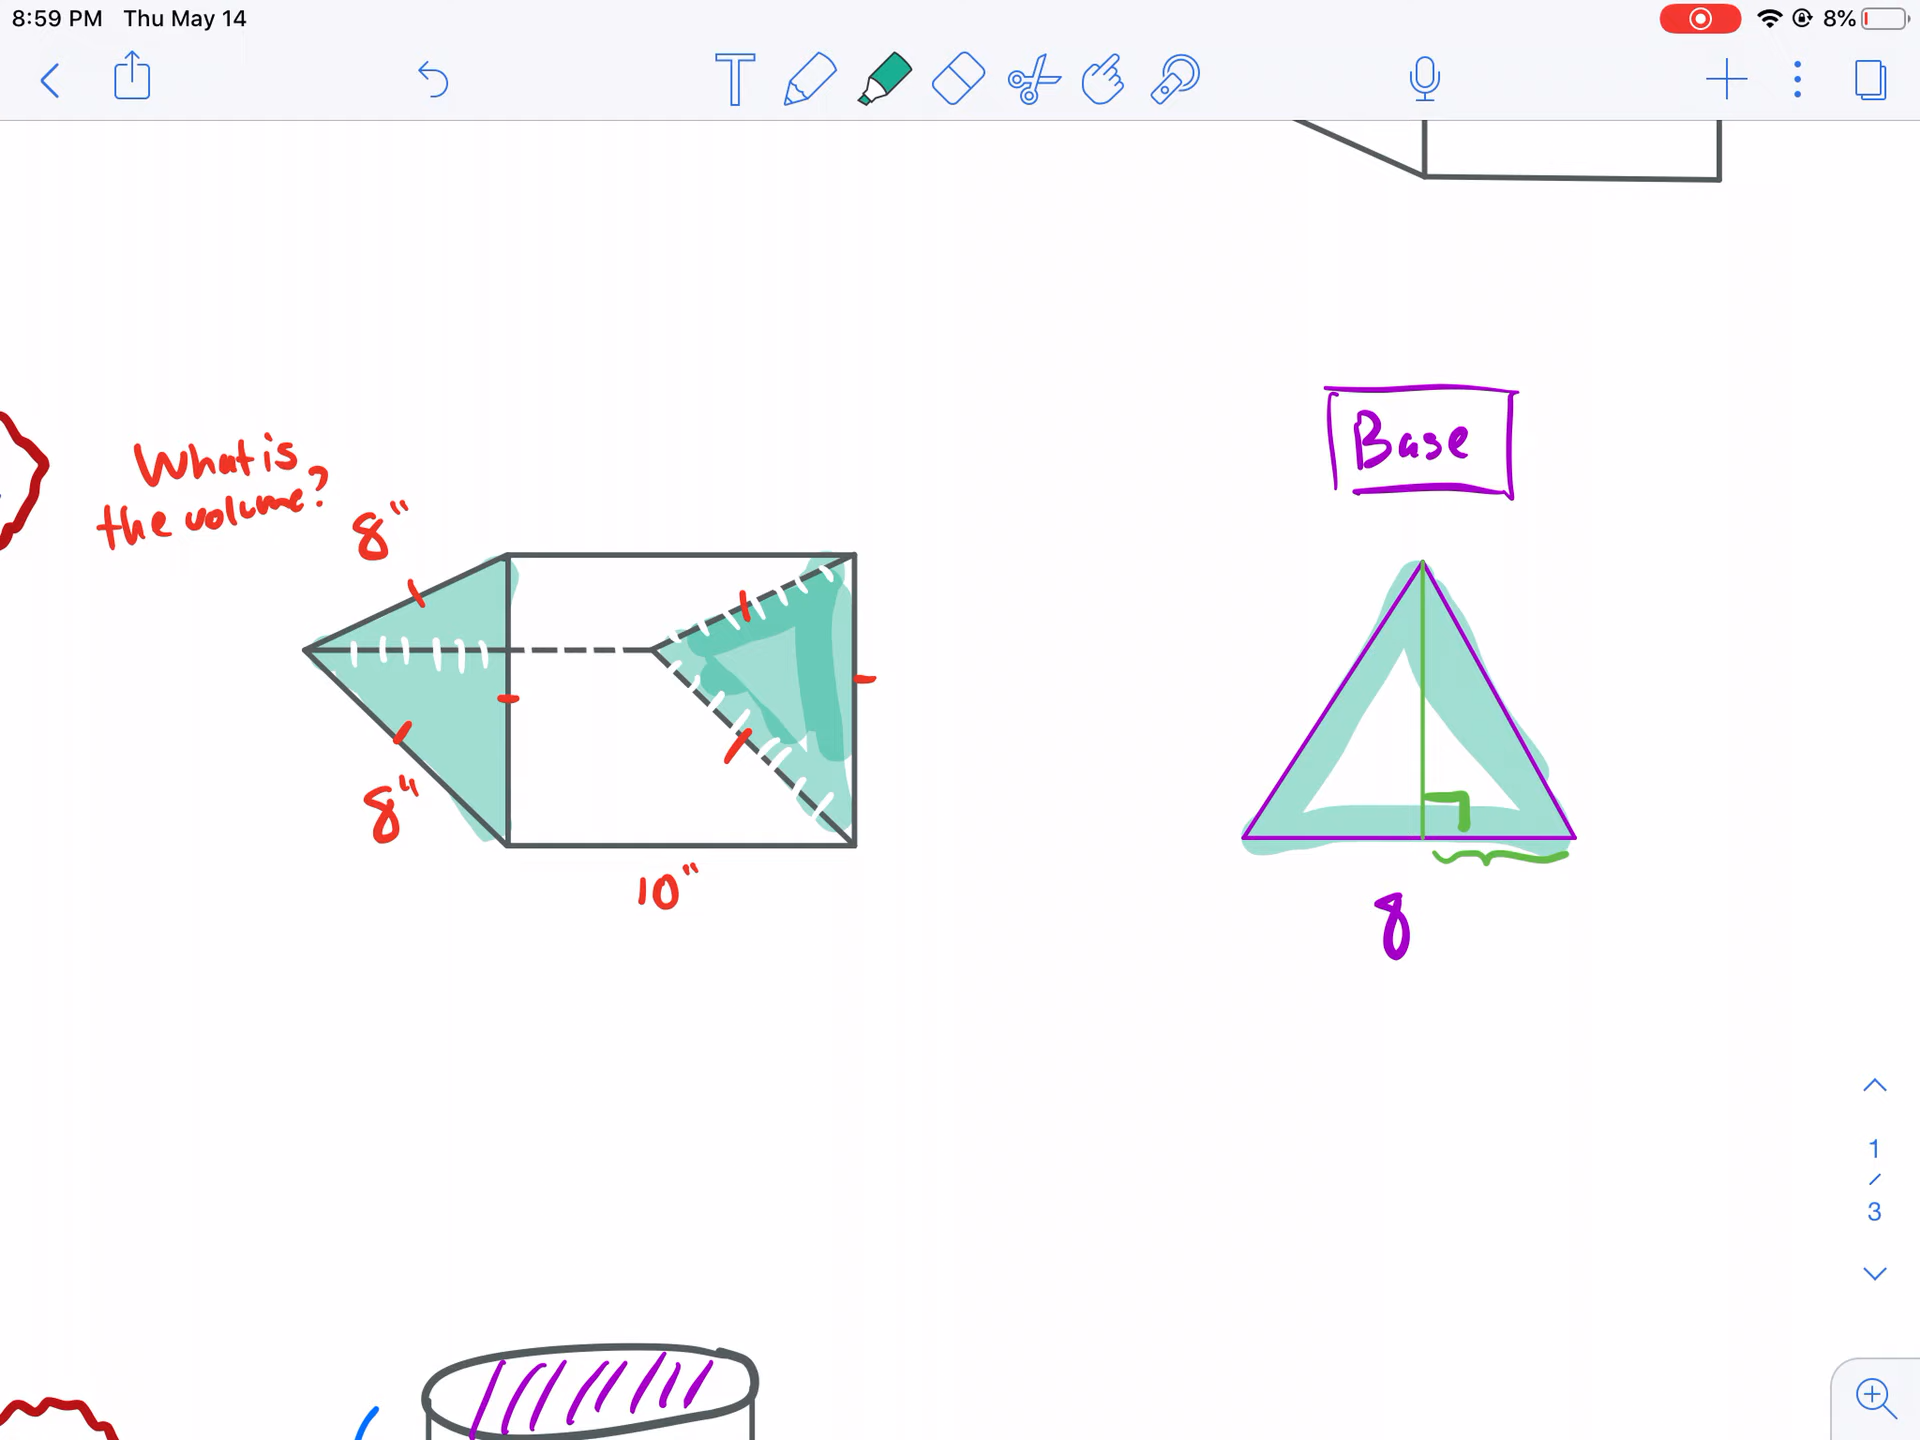 8:59 PM Thu May 14
8%
T
What is
the volume?
8"
8"
10"
Base
8
1
/
3